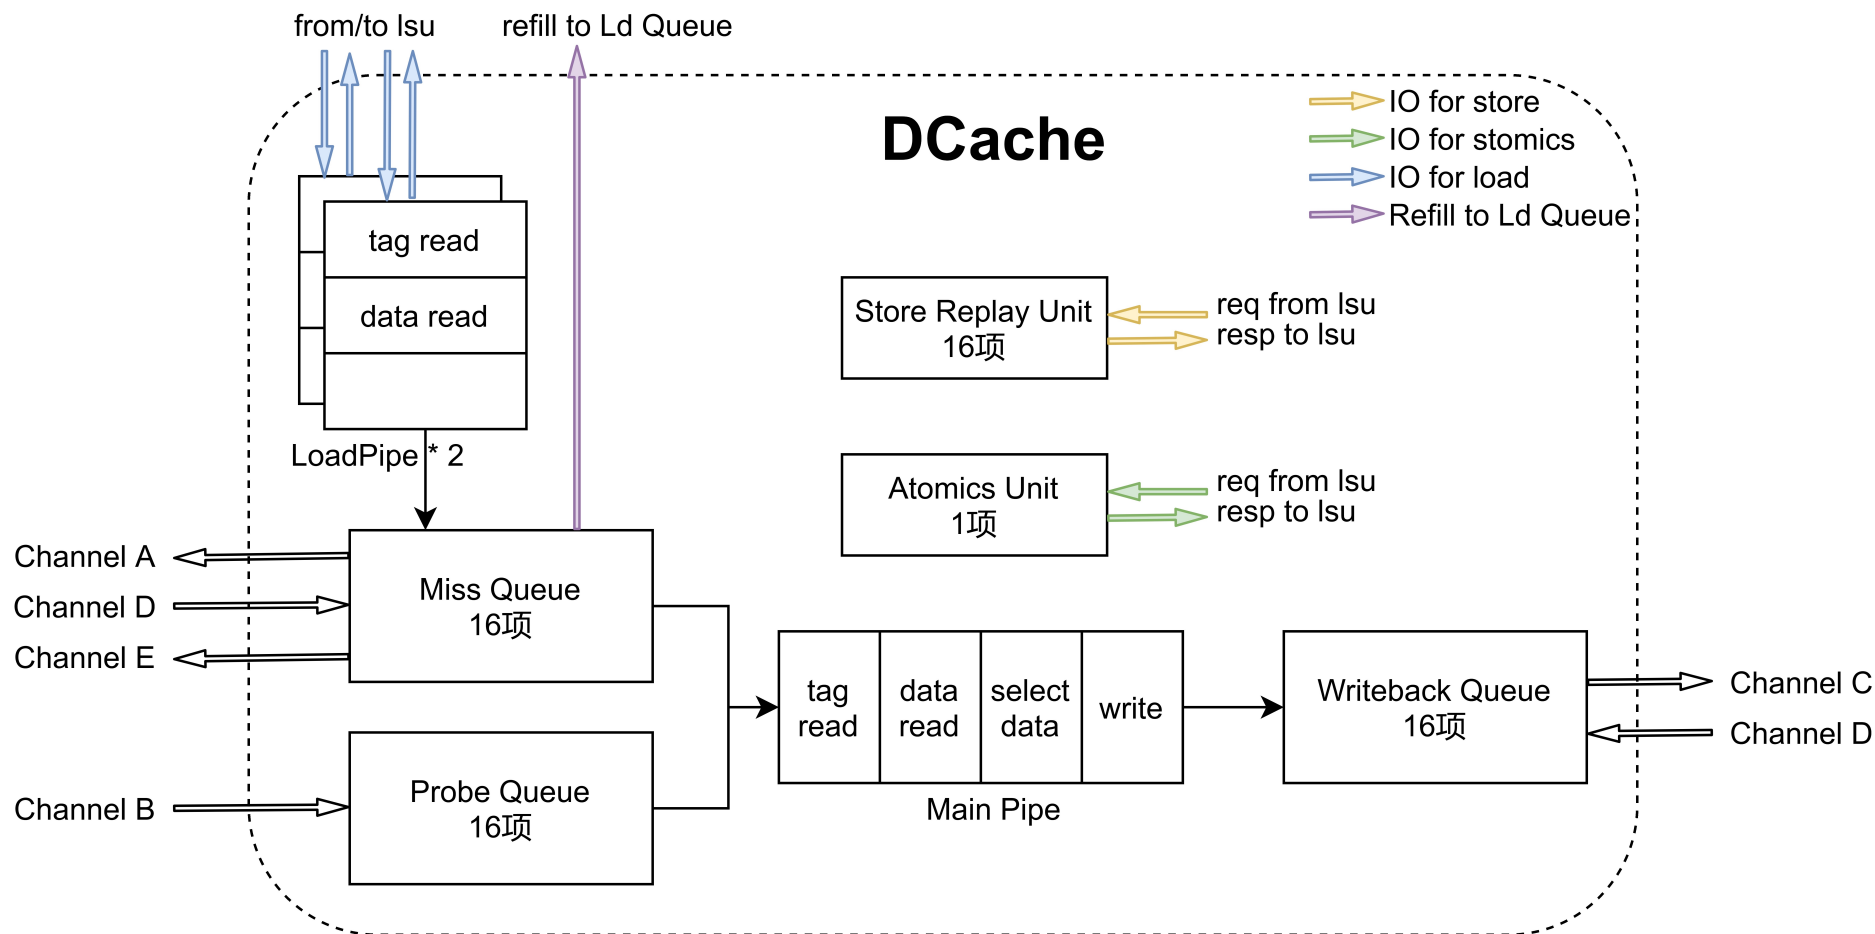 from/to lsu
refill to Ld Queue
DCache
IO for store
IO for stomics
IO for load
Refill to Ld Queue
tag read
data read
LoadPipe * 2
Store Replay Unit
16项
req from lsu
resp to lsu
Atomics Unit
1项
req from lsu
resp to lsu
Channel A
Channel D
Channel E
Miss Queue
16项
Channel B
Probe Queue
16项
tag
read
data
read
select
data
write
Main Pipe
Writeback Queue
16项
Channel C
Channel D